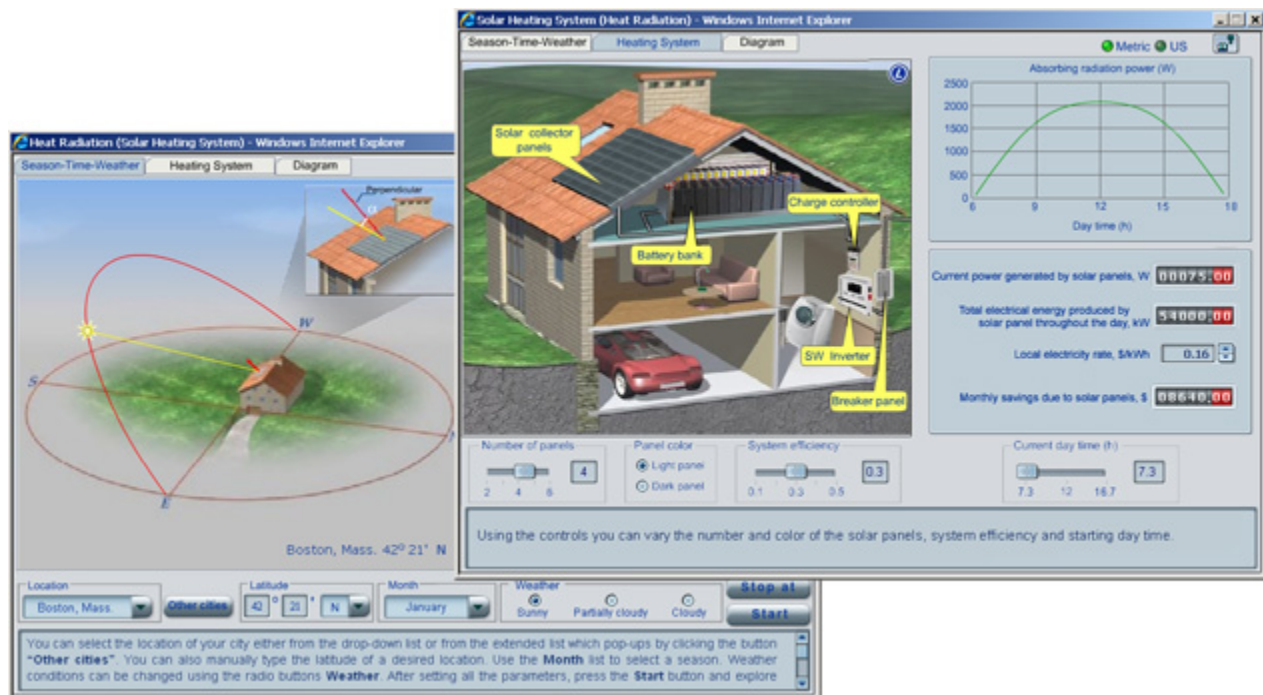 Solar Heating System (Heat Radiation) - Windows Internet Explorer
Season-Time-Weather Heating System Diagram
Metric US
Solar collector
panels
Charge controller
Battery bank
SW Inverter
Breaker panel
Absorbing radiation power (W)
2500
2000
1500
1000
500
0
6 9 12 15 18
Day time (h)
Current power generated by solar panels, W 00075.00
Total electrical energy produced by
solar panel throughout the day, kW 54000.00
Local electricity rate, $/kWh 0.16
Monthly savings due to solar panels, $ 08640.00
Number of panels
4
2 4 6
Panel color
Light panel
Dark panel
System efficiency
0.3
0.1 0.3 0.5
Current day time (h)
7.3
7.3 12 16.7
Using the controls you can vary the number and color of the solar panels, system efficiency and starting day time.
Heat Radiation (Solar Heating System) - Windows Internet Explorer
Season-Time-Weather Heating System Diagram
Perpendicular
α
W
S
N
E
Boston, Mass. 42° 21' N
Location
Boston, Mass.
Other cities
Latitude
42 ° 21 ' N
Month
January
Weather
Sunny Partially cloudy Cloudy
Stop at
Start
You can select the location of your city either from the drop-down list or from the extended list which pop-ups by clicking the button
"Other cities". You can also manually type the latitude of a desired location. Use the Month list to select a season. Weather
conditions can be changed using the radio buttons Weather. After setting all the parameters, press the Start button and explore